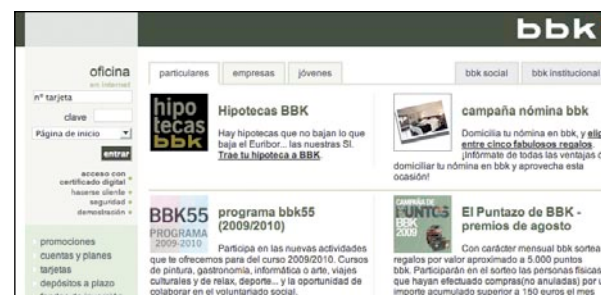 bbk
oficina
en internet
nº tarjeta
clave
Página de inicio
entrar
acceso con
certificado digital
hacerse cliente
seguridad
demostración
promociones
cuentas y planes
tarjetas
depósitos a plazo
particulares
empresas
jóvenes
bbk social
bbk institucional
hipo
tecas
bbk
Hipotecas BBK
Hay hipotecas que no bajan lo que
baja el Euribor... las nuestras SI.
Trae tu hipoteca a BBK.
campaña nómina bbk
Domicilia tu nómina en bbk, y
entre cinco fabulosos regalos.
¡Infórmate de todas las ventajas
domiciliar tu nómina en bbk y aprovecha esta
ocasión!
BBK55
PROGRAMA
2009-2010
programa bbk55
(2009/2010)
Participa en las nuevas actividades
que te ofrecemos para del curso 2009/2010. Cursos
de pintura, gastronomía, informática o arte, viajes
culturales y de relax, deporte... y la oportunidad de
colaborar en el voluntariado social.
CAMPAÑA DE
PUNTOS
BBK
2009
El Puntazo de BBK -
premios de agosto
Con carácter mensual bbk sortea
regalos por valor aproximado a 5.000 puntos
bbk. Participarán en el sorteo las personas físicas
que hayan efectuado compras(no anuladas) por
importe acumulado superior a 150 euros el mes